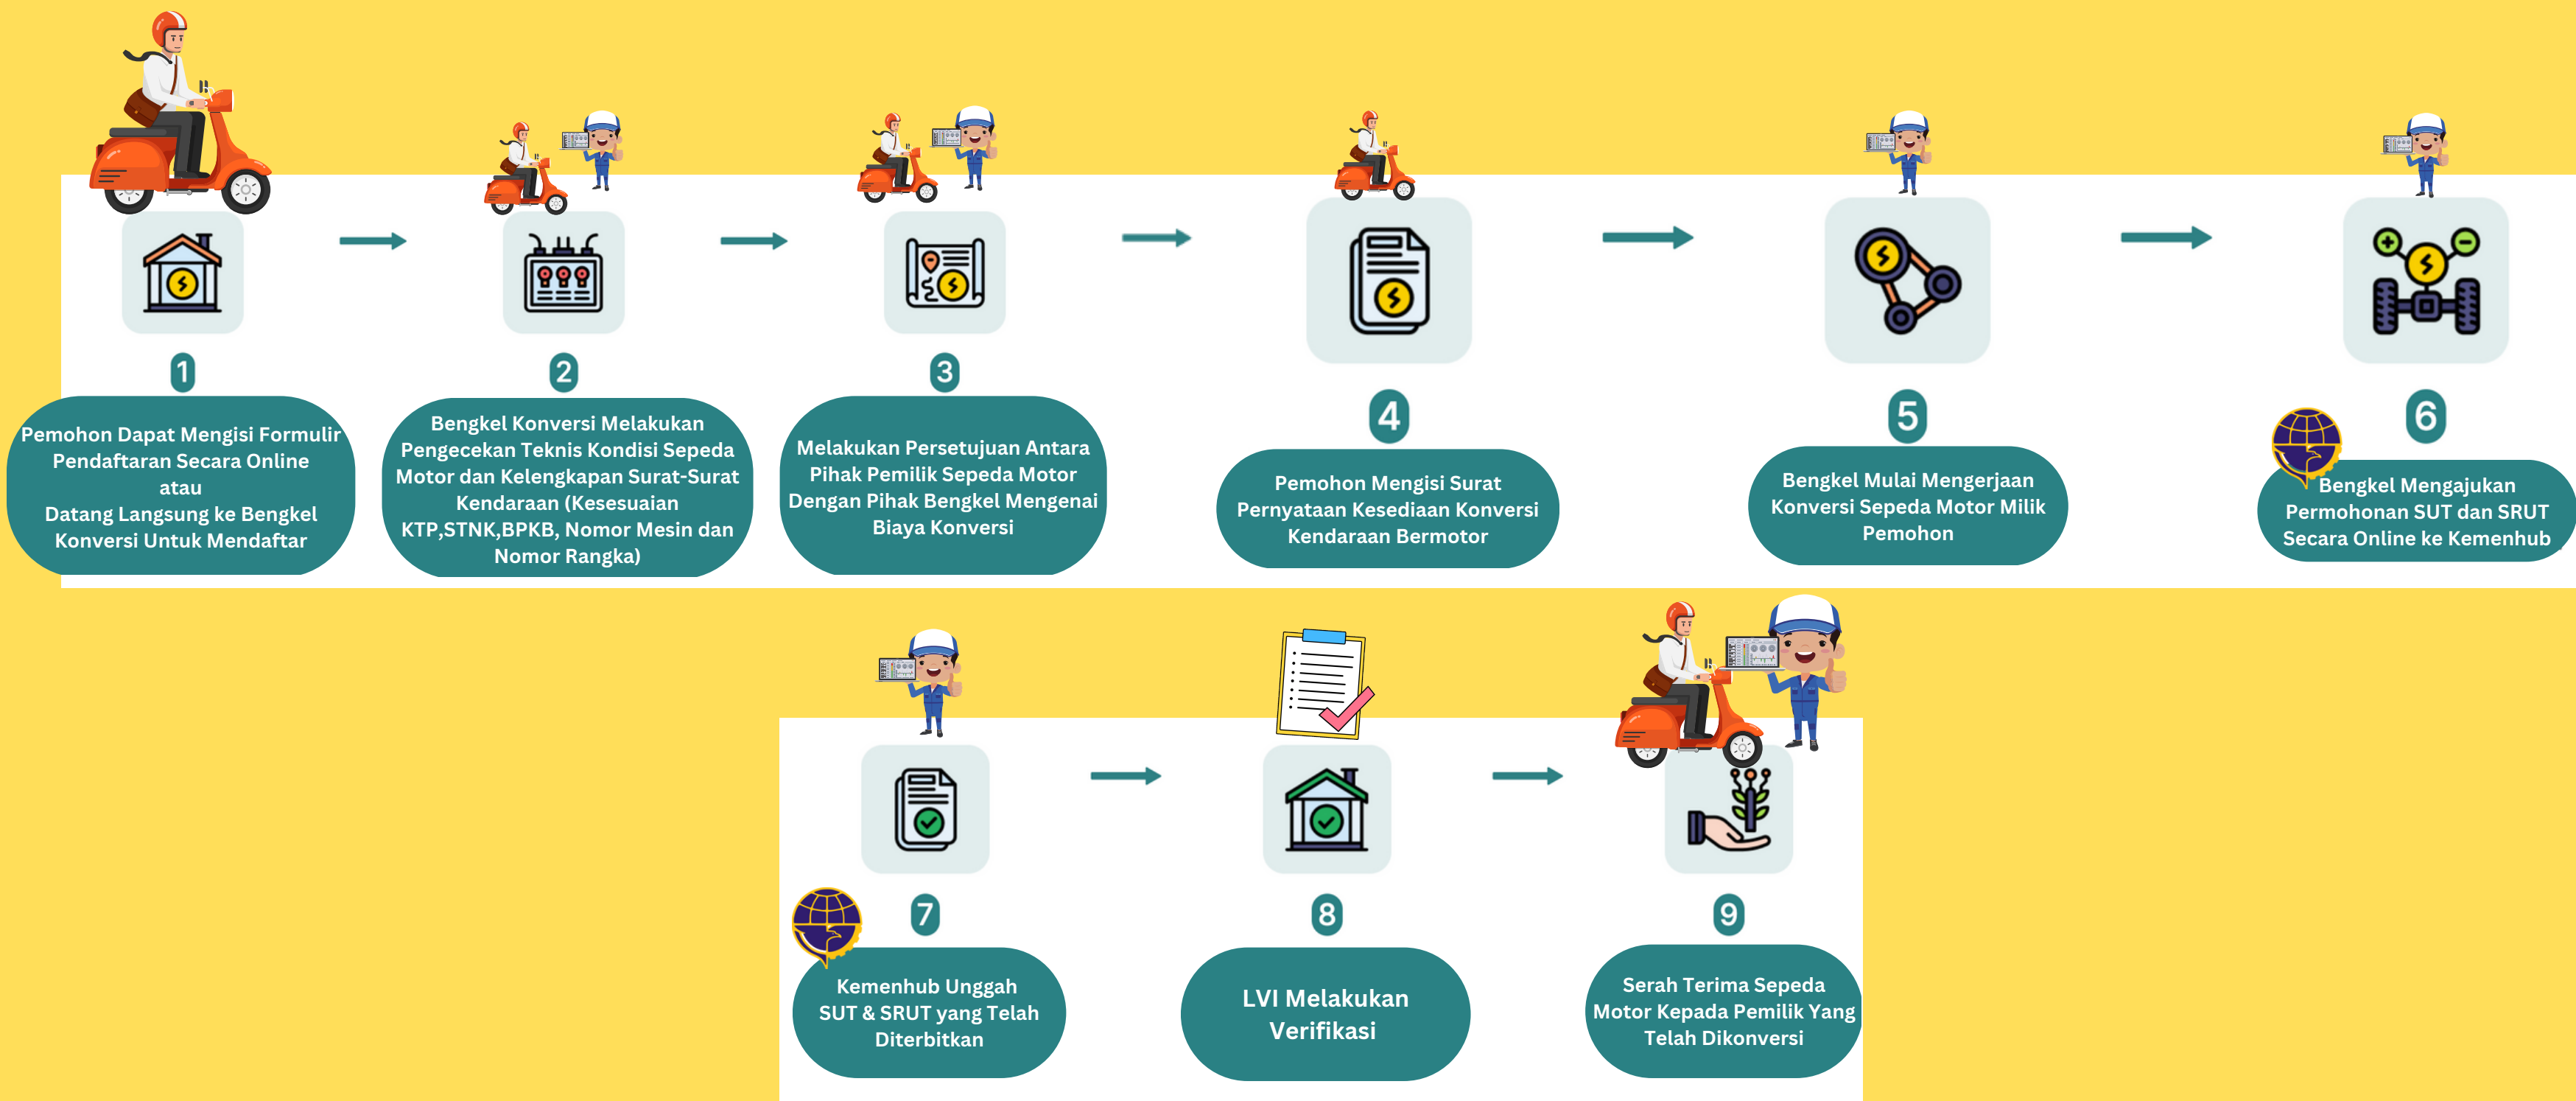 1
Pemohon Dapat Mengisi Formulir
Pendaftaran Secara Online
atau
Datang Langsung ke Bengkel
Konversi Untuk Mendaftar
2
Bengkel Konversi Melakukan
Pengecekan Teknis Kondisi Sepeda
Motor dan Kelengkapan Surat-Surat
Kendaraan (Kesesuaian
KTP,STNK,BPKB, Nomor Mesin dan
Nomor Rangka)
3
Melakukan Persetujuan Antara
Pihak Pemilik Sepeda Motor
Dengan Pihak Bengkel Mengenai
Biaya Konversi
4
Pemohon Mengisi Surat
Pernyataan Kesediaan Konversi
Kendaraan Bermotor
5
Bengkel Mulai Mengerjaan
Konversi Sepeda Motor Milik
Pemohon
6
Bengkel Mengajukan
Permohonan SUT dan SRUT
Secara Online ke Kemenhub
7
Kemenhub Unggah
SUT & SRUT yang Telah
Diterbitkan
8
LVI Melakukan
Verifikasi
9
Serah Terima Sepeda
Motor Kepada Pemilik Yang
Telah Dikonversi